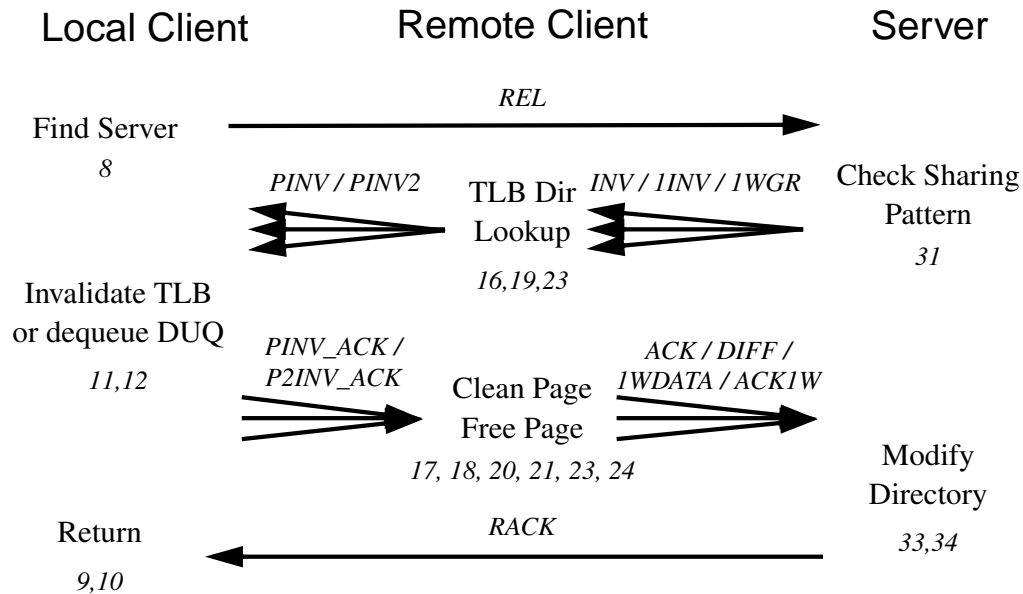 Local Client
Remote Client
Server
REL
Find Server
8
PINV / PINV2
TLB Dir
Lookup
16,19,23
INV / 1INV / 1WGR
Check Sharing
Pattern
31
Invalidate TLB
or dequeue DUQ
11,12
PINV_ACK /
P2INV_ACK
Clean Page
Free Page
17, 18, 20, 21, 23, 24
ACK / DIFF /
1WDATA / ACK1W
Modify
Directory
33,34
RACK
Return
9,10